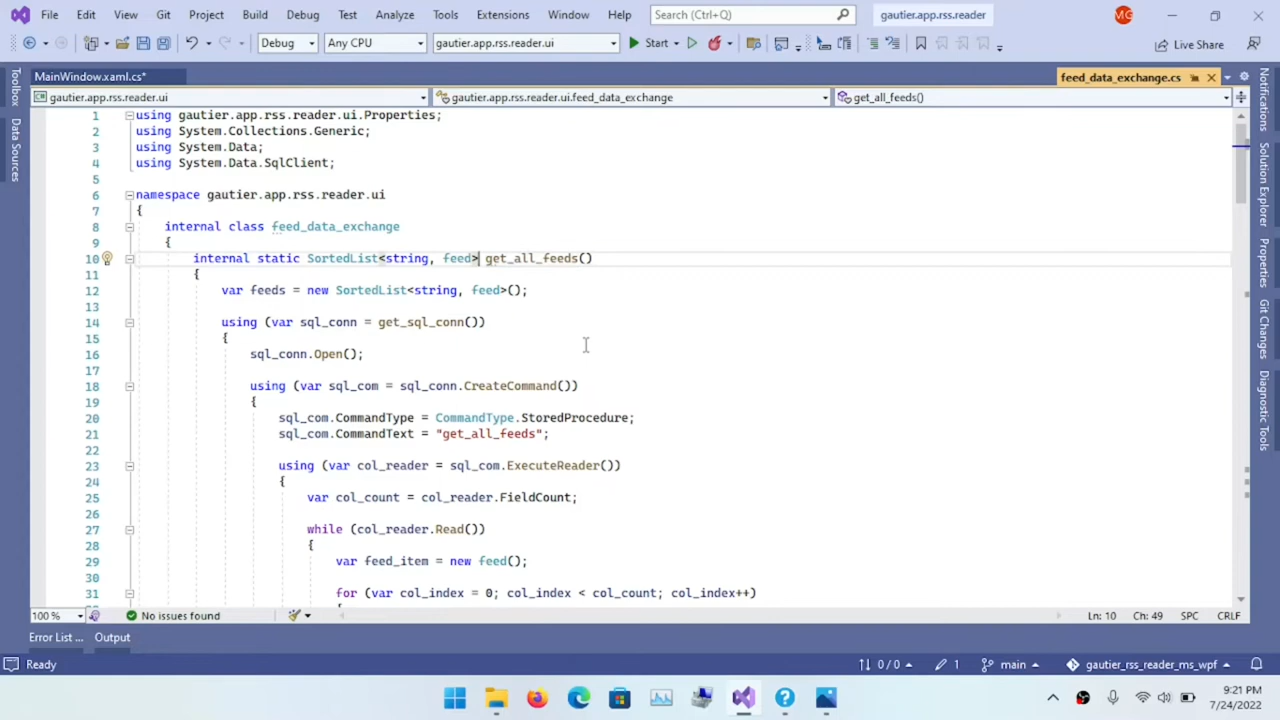 File Edit View Git Project Build Debug Test Analyze Tools Extensions Window Help Search (Ctrl+Q) gautier.app.rss.reader MG
Debug Any CPU gautier.app.rss.reader.ui Start Live Share
MainWindow.xaml.cs* feed_data_exchange.cs
gautier.app.rss.reader.ui gautier.app.rss.reader.ui.feed_data_exchange get_all_feeds()
Toolbox
Data Sources
1 using gautier.app.rss.reader.ui.Properties;
2 using System.Collections.Generic;
3 using System.Data;
4 using System.Data.SqlClient;
5
6 namespace gautier.app.rss.reader.ui
7 {
8 internal class feed_data_exchange
9 {
10 internal static SortedList<string, feed> get_all_feeds()
11 {
12 var feeds = new SortedList<string, feed>();
13
14 using (var sql_conn = get_sql_conn())
15 {
16 sql_conn.Open();
17
18 using (var sql_com = sql_conn.CreateCommand())
19 {
20 sql_com.CommandType = CommandType.StoredProcedure;
21 sql_com.CommandText = "get_all_feeds";
22
23 using (var col_reader = sql_com.ExecuteReader())
24 {
25 var col_count = col_reader.FieldCount;
26
27 while (col_reader.Read())
28 {
29 var feed_item = new feed();
30
31 for (var col_index = 0; col_index < col_count; col_index++)
Notifications
Solution Explorer
Properties
Git Changes
Diagnostic Tools
100 % No issues found Ln: 10 Ch: 49 SPC CRLF
Error List ... Output
Ready 0 / 0 1 main gautier_rss_reader_ms_wpf
9:21 PM
7/24/2022